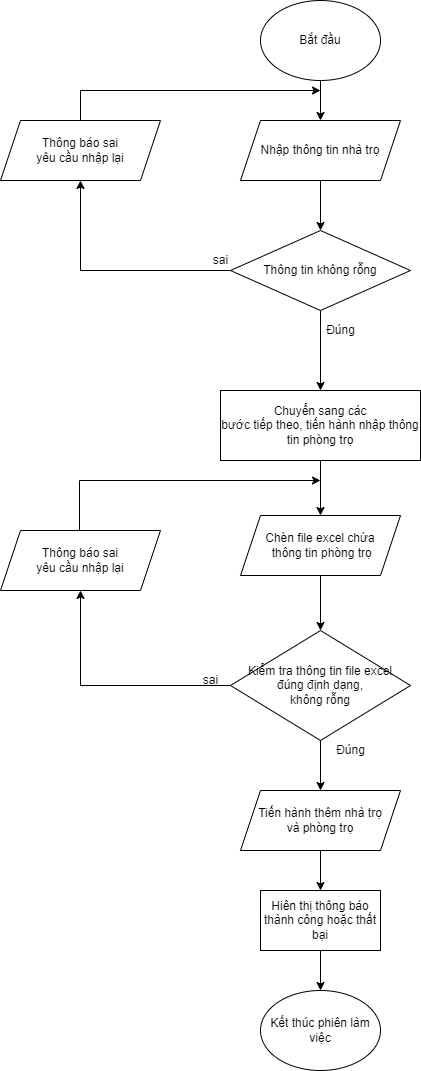 Bắt đầu
Thông báo sai
yêu cầu nhập lại
Nhập thông tin nhà trọ
sai
Thông tin không rỗng
Đúng
Chuyển sang các
bước tiếp theo, tiến hành nhập thông
tin phòng trọ
Thông báo sai
yêu cầu nhập lại
Chèn file excel chứa
thông tin phòng trọ
Kiểm tra thông tin file excel
đúng định dạng,
không rỗng
sai
Đúng
Tiến hành thêm nhà trọ
và phòng trọ
Hiên thị thông báo
thành công hoặc thất
bại
Kết thúc phiên làm
việc